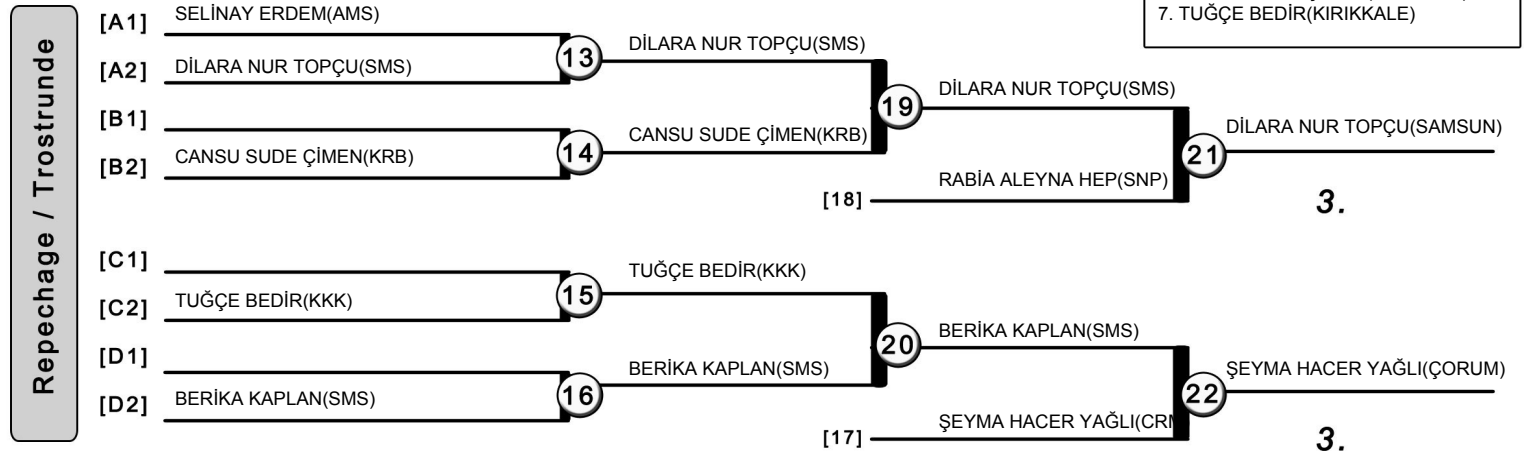 7. TUĞÇE BEDİR(KIRIKKALE)
Repechage / Trostrunde
[A1] SELİNAY ERDEM(AMS)
[A2] DİLARA NUR TOPÇU(SMS)
13
DİLARA NUR TOPÇU(SMS)
[B1]
[B2] CANSU SUDE ÇİMEN(KRB)
14
CANSU SUDE ÇİMEN(KRB)
19
DİLARA NUR TOPÇU(SMS)
[18] RABİA ALEYNA HEP(SNP)
21
DİLARA NUR TOPÇU(SAMSUN)
3.
[C1]
[C2] TUĞÇE BEDİR(KKK)
15
TUĞÇE BEDİR(KKK)
[D1]
[D2] BERİKA KAPLAN(SMS)
16
BERİKA KAPLAN(SMS)
20
BERİKA KAPLAN(SMS)
[17] ŞEYMA HACER YAĞLI(CRM
22
ŞEYMA HACER YAĞLI(ÇORUM)
3.